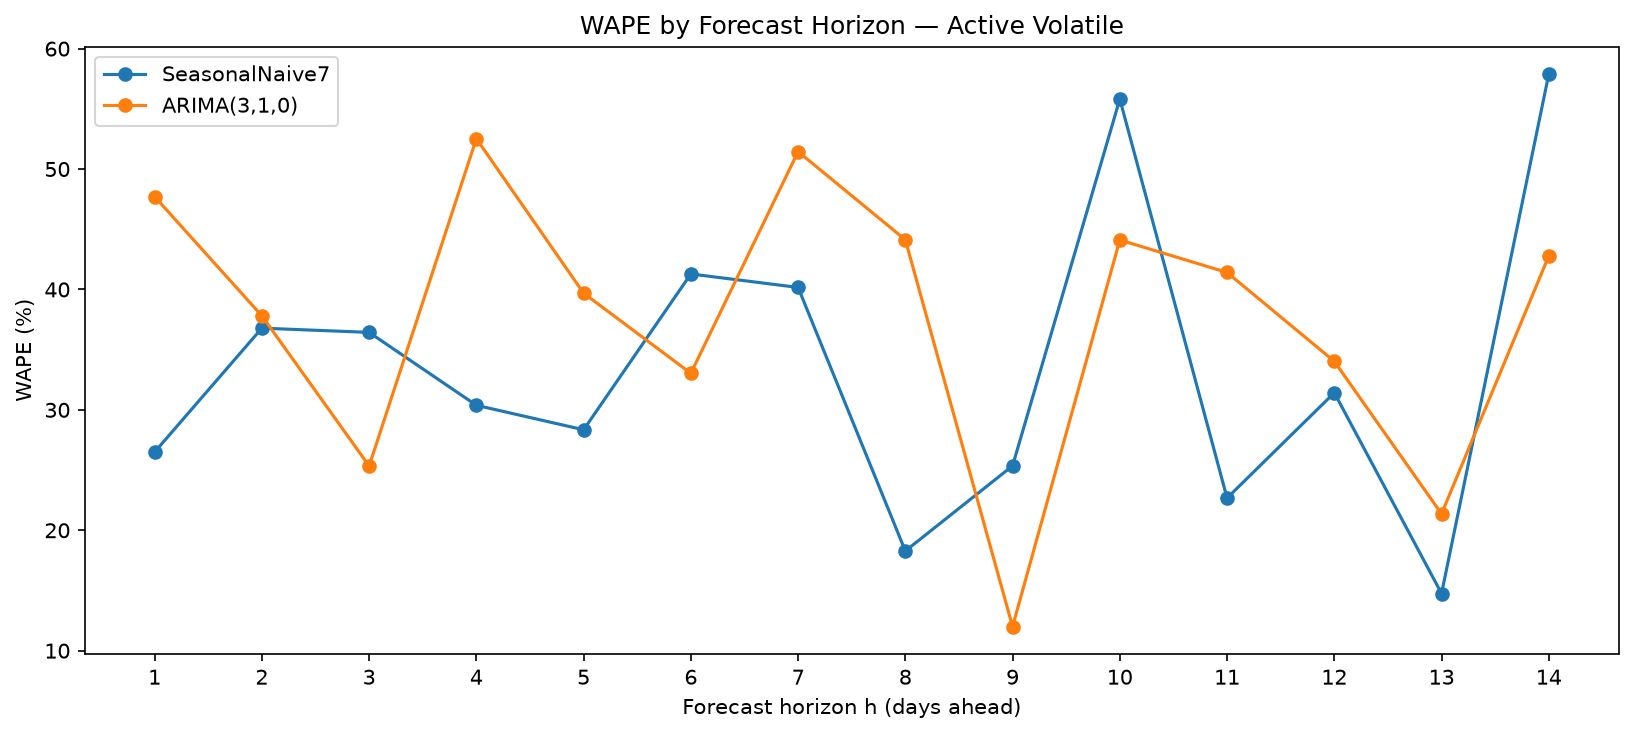 WAPE by Forecast Horizon — Active Volatile
SeasonalNaive7
ARIMA(3,1,0)
WAPE (%)
60
50
40
30
20
10
1 2 3 4 5 6 7 8 9 10 11 12 13 14
Forecast horizon h (days ahead)